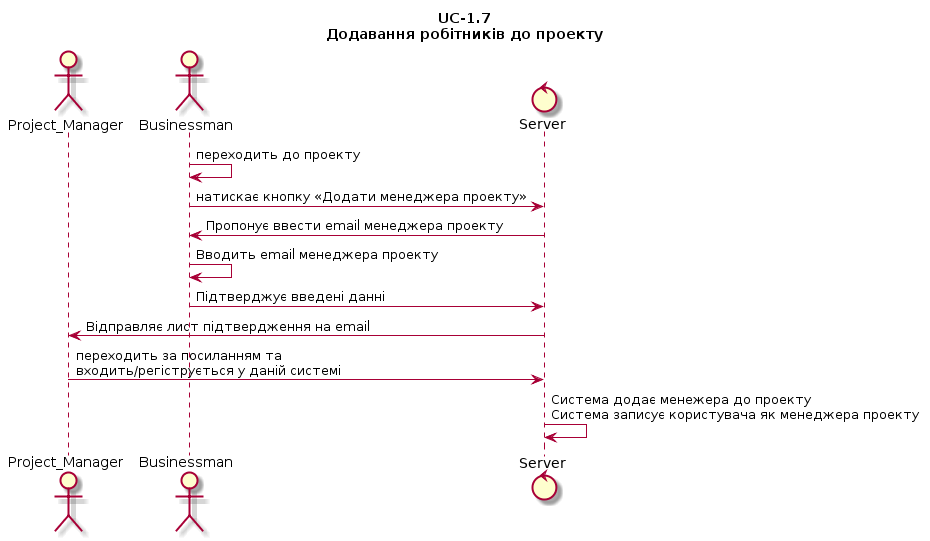 UC-1.7
Додавання робітників до проекту
Project_Manager
Businessman
Server
переходить до проекту
натискає кнопку «Додати менеджера проекту»
Пропонує ввести email менеджера проекту
Вводить email менеджера проекту
Підтверджує введені данні
Відправляє лист підтвердження на email
переходить за посиланням та
входить/регіструється у даній системі
Система додає менежера до проекту
Система записує користувача як менеджера проекту
Project_Manager
Businessman
Server